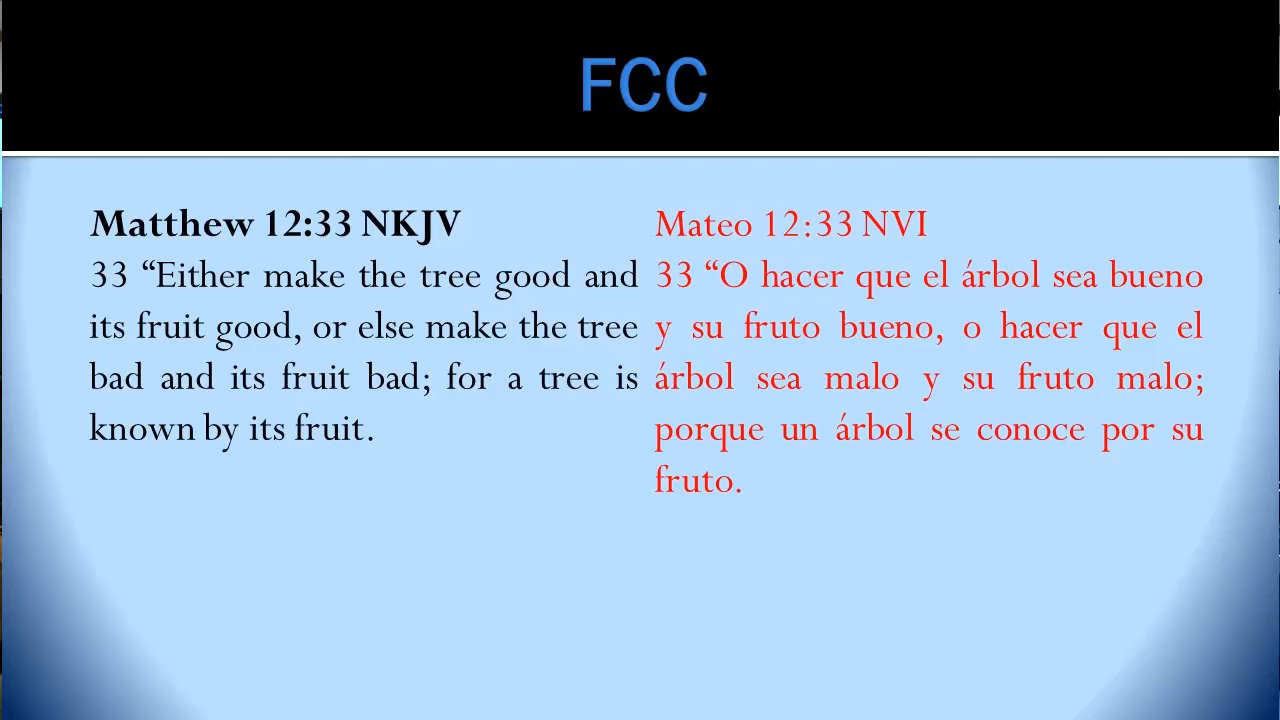 FCC
Matthew 12:33 NKJV
33 “Either make the tree good and
its fruit good, or else make the tree
bad and its fruit bad; for a tree is
known by its fruit.
Mateo 12:33 NVI
33 “O hacer que el árbol sea bueno
y su fruto bueno, o hacer que el
árbol sea malo y su fruto malo;
porque un árbol se conoce por su
fruto.